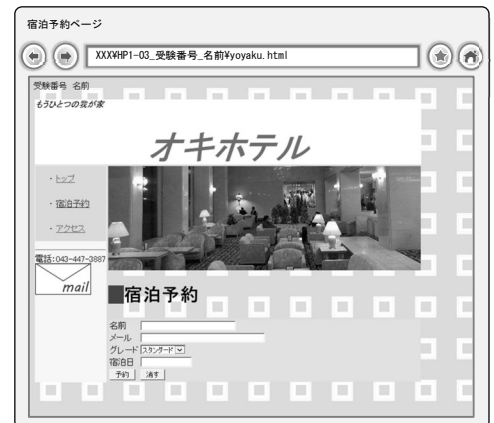 宿泊予約ページ
XXX¥HP1-03_受験番号_名前¥yoyaku.html
受験番号 名前
もうひとつの我が家
オキホテル
・トップ
・宿泊予約
・アクセス
電話:043-447-3887
mail
■宿泊予約
名前
メール
グレード スタンダード
宿泊日
予約 消す